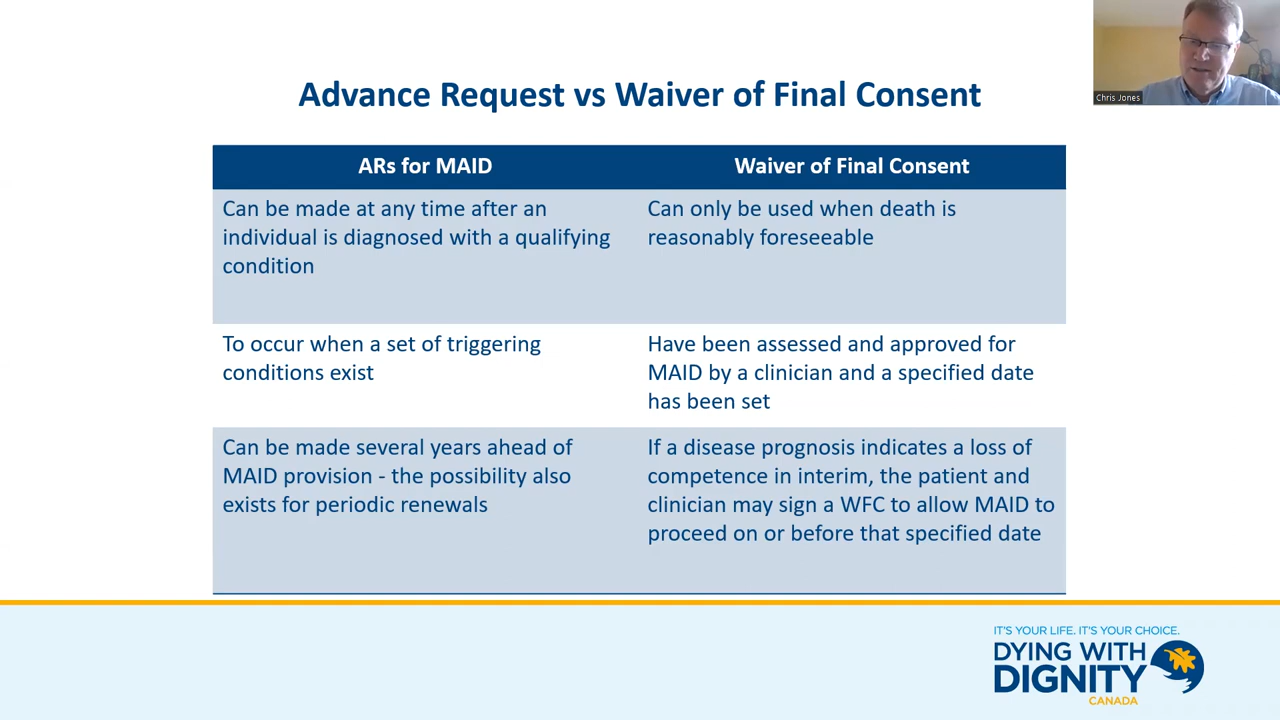 Chris Jones
Advance Request vs Waiver of Final Consent
ARs for MAID
Waiver of Final Consent
Can be made at any time after an
individual is diagnosed with a qualifying
condition
Can only be used when death is
reasonably foreseeable
To occur when a set of triggering
conditions exist
Have been assessed and approved for
MAID by a clinician and a specified date
has been set
Can be made several years ahead of
MAID provision - the possibility also
exists for periodic renewals
If a disease prognosis indicates a loss of
competence in interim, the patient and
clinician may sign a WFC to allow MAID to
proceed on or before that specified date
IT'S YOUR LIFE. IT'S YOUR CHOICE.
DYING WITH
DIGNITY
CANADA